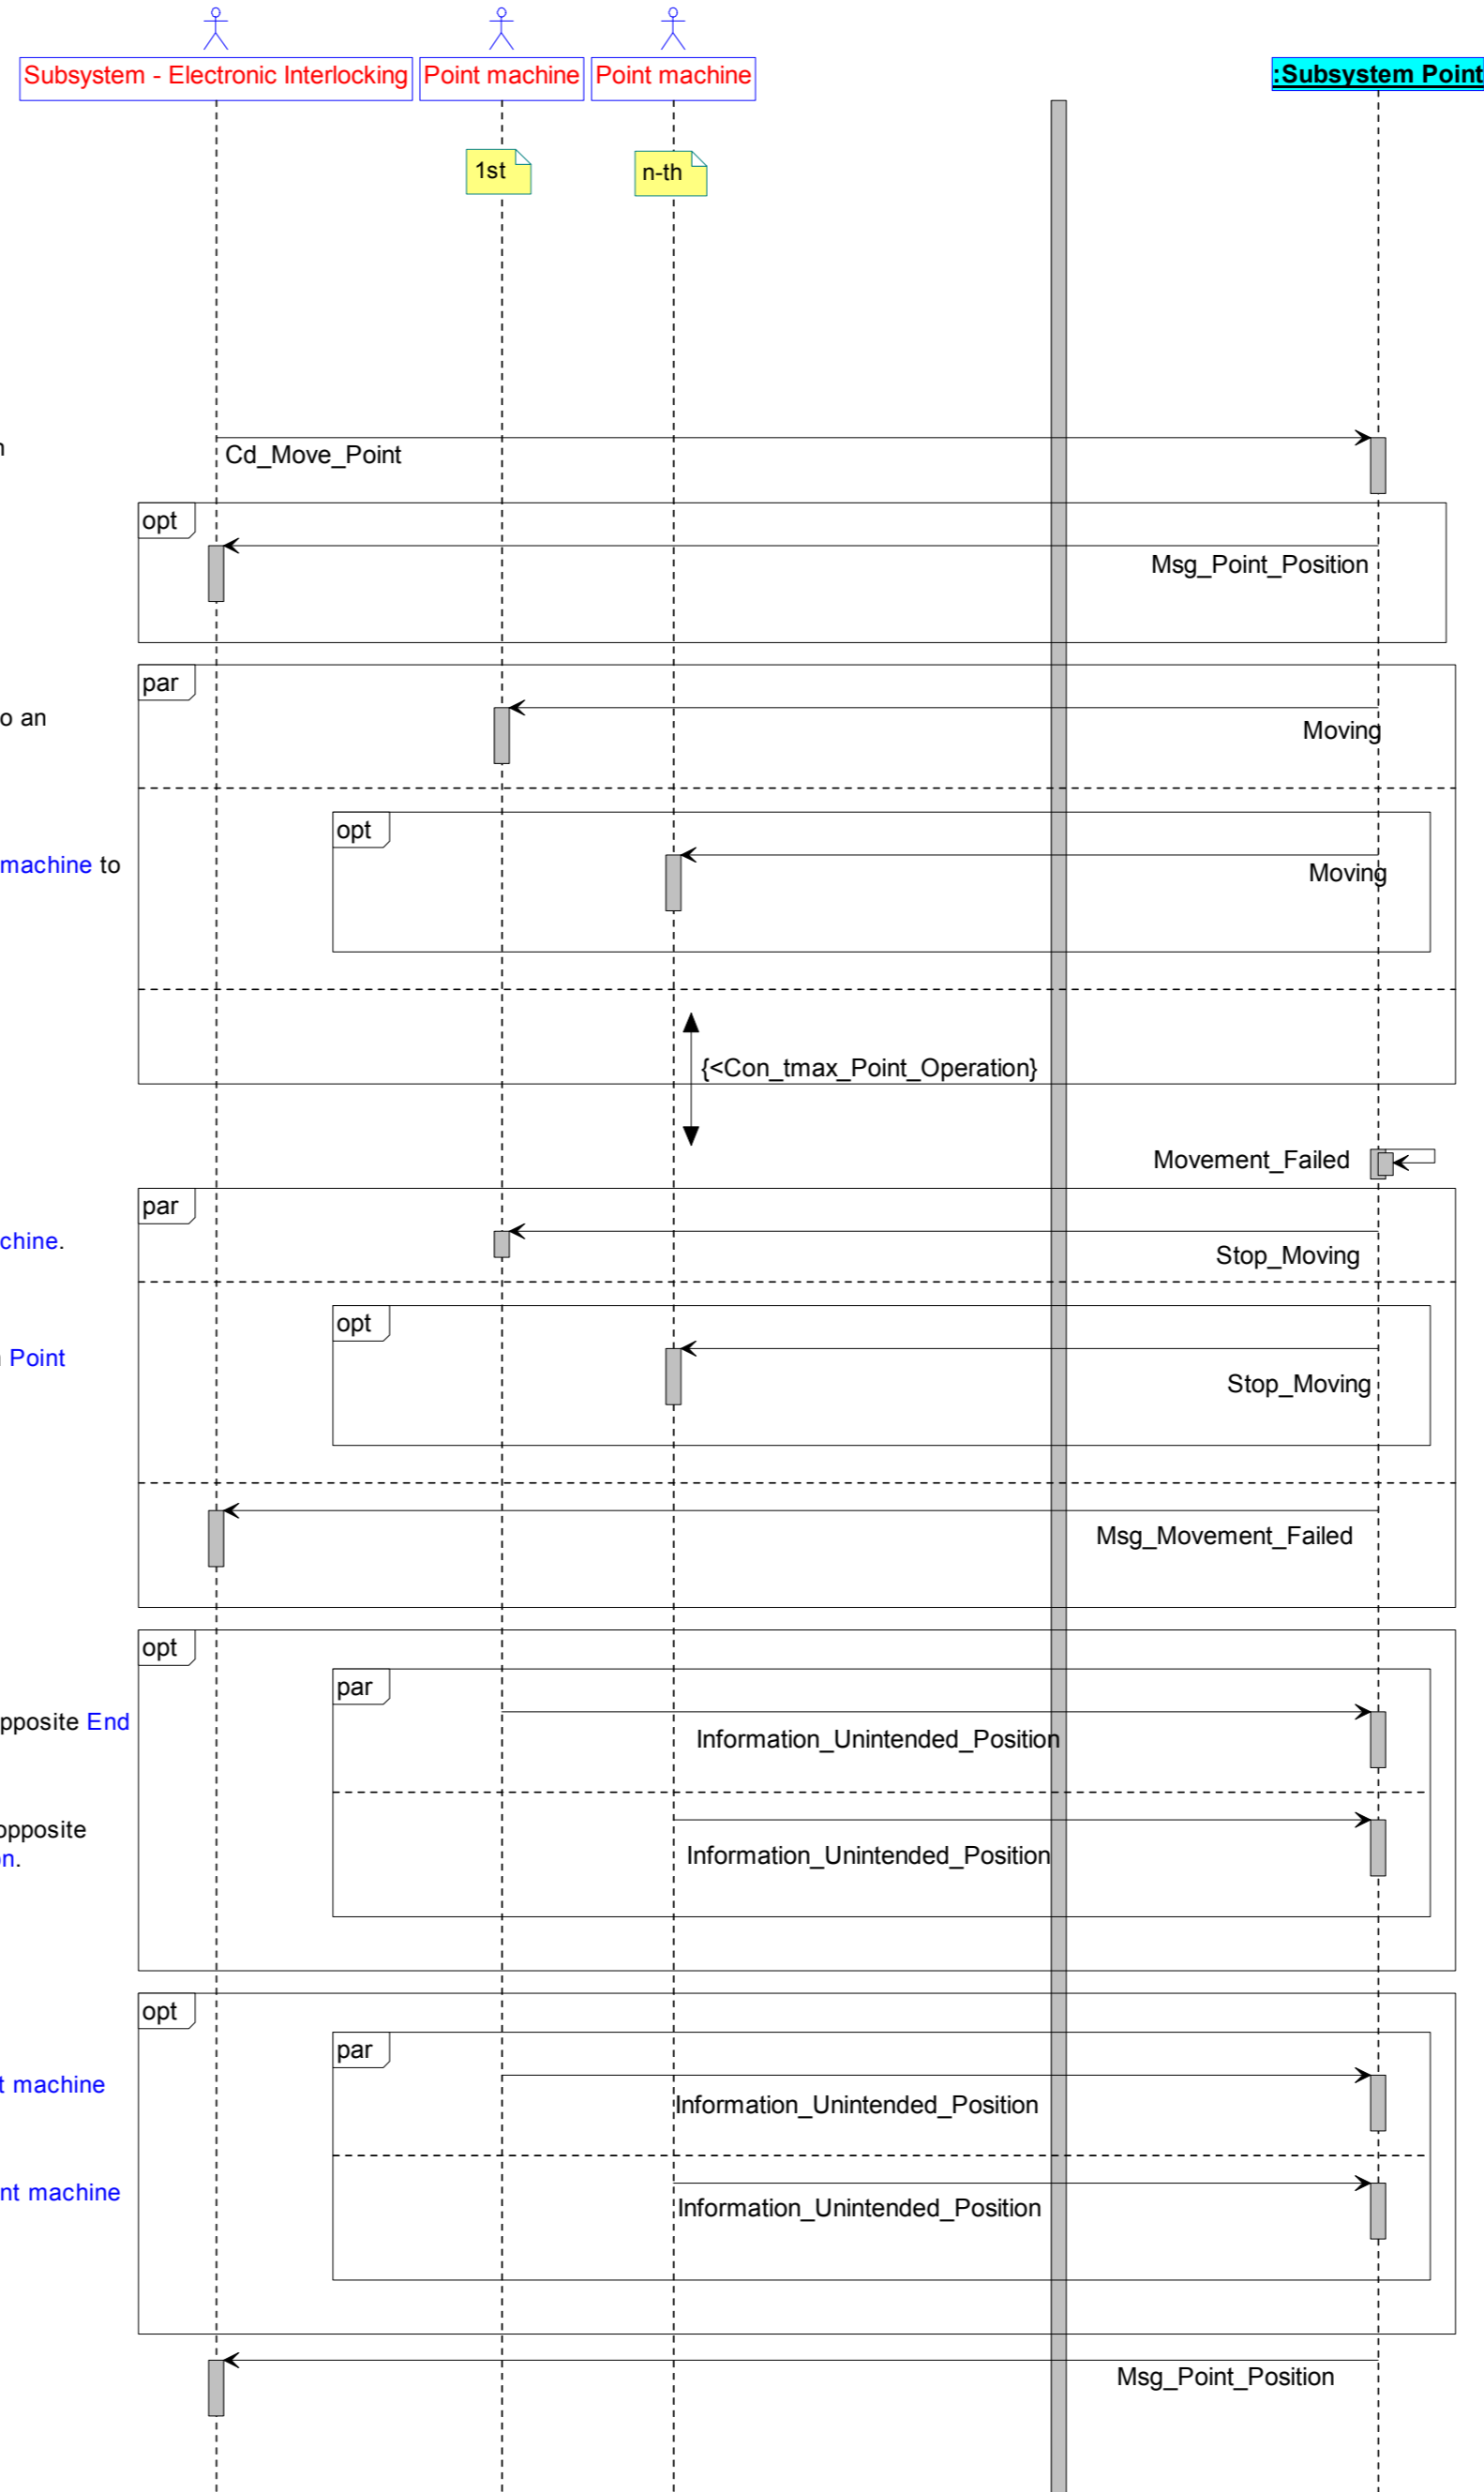 Subsystem - Electronic Interlocking
Point machine
Point machine
:Subsystem Point
1st
n-th
Cd_Move_Point
opt
Msg_Point_Position
par
o an
Moving
opt
machine to
Moving
{<Con_tmax_Point_Operation}
Movement_Failed
par
chine.
Stop_Moving
opt
Point
Stop_Moving
Msg_Movement_Failed
opt
par
pposite End
Information_Unintended_Position
opposite
Information_Unintended_Position
n.
opt
par
t machine
Information_Unintended_Position
nt machine
Information_Unintended_Position
Msg_Point_Position